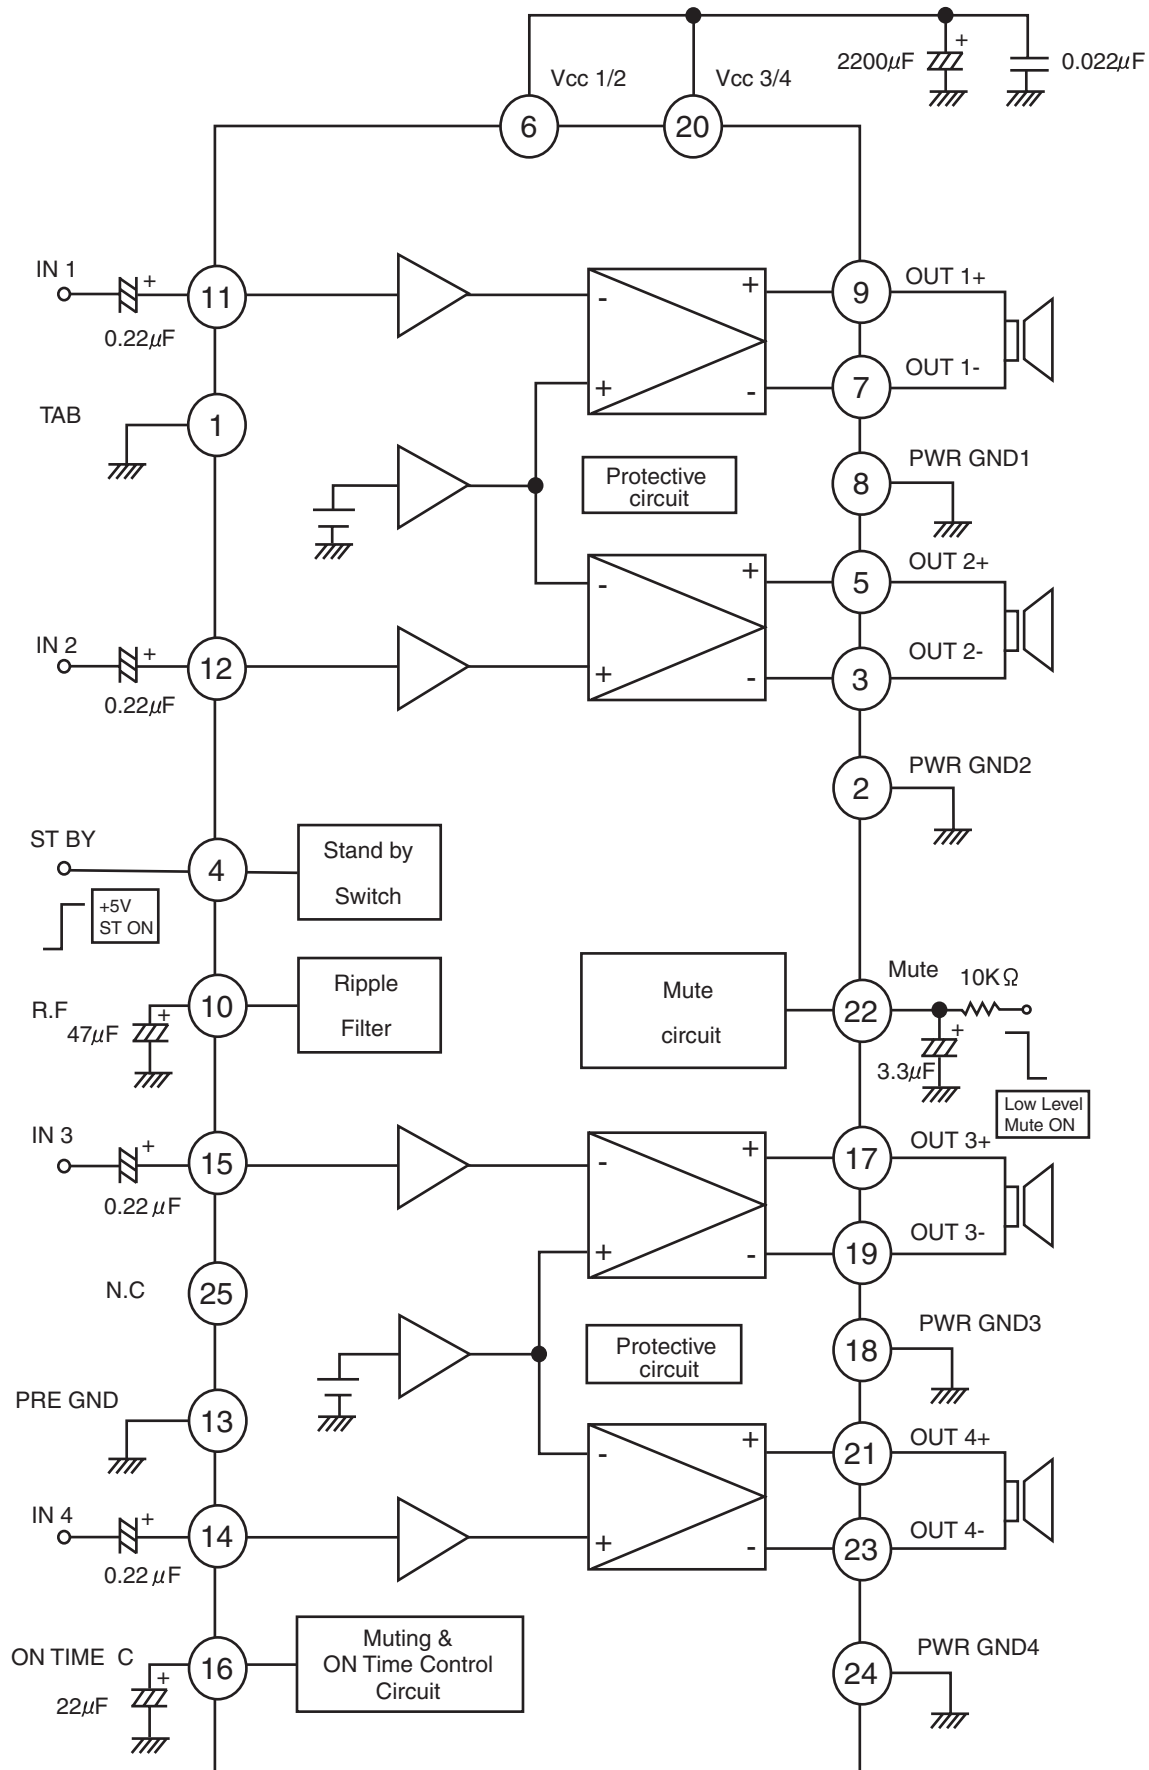 2200µF
+
0.022µF
Vcc 1/2
Vcc 3/4
6
20
IN 1
+
0.22µF
11
-
+
+
-
9
OUT 1+
OUT 1-
7
TAB
1
Protective
circuit
8
PWR GND1
5
OUT 2+
-
+
+
-
IN 2
+
0.22µF
12
OUT 2-
3
2
PWR GND2
ST BY
4
+5V
ST ON
Stand by
Switch
R.F
47µF
+
10
Ripple
Filter
Mute
circuit
22
Mute
10KΩ
+
3.3µF
Low Level
Mute ON
IN 3
+
0.22 µF
15
-
+
+
-
17
OUT 3+
19
OUT 3-
N.C
25
Protective
circuit
18
PWR GND3
PRE GND
13
-
+
+
-
21
OUT 4+
IN 4
+
0.22 µF
14
OUT 4-
23
ON TIME C
+
22µF
16
Muting &
ON Time Control
Circuit
24
PWR GND4